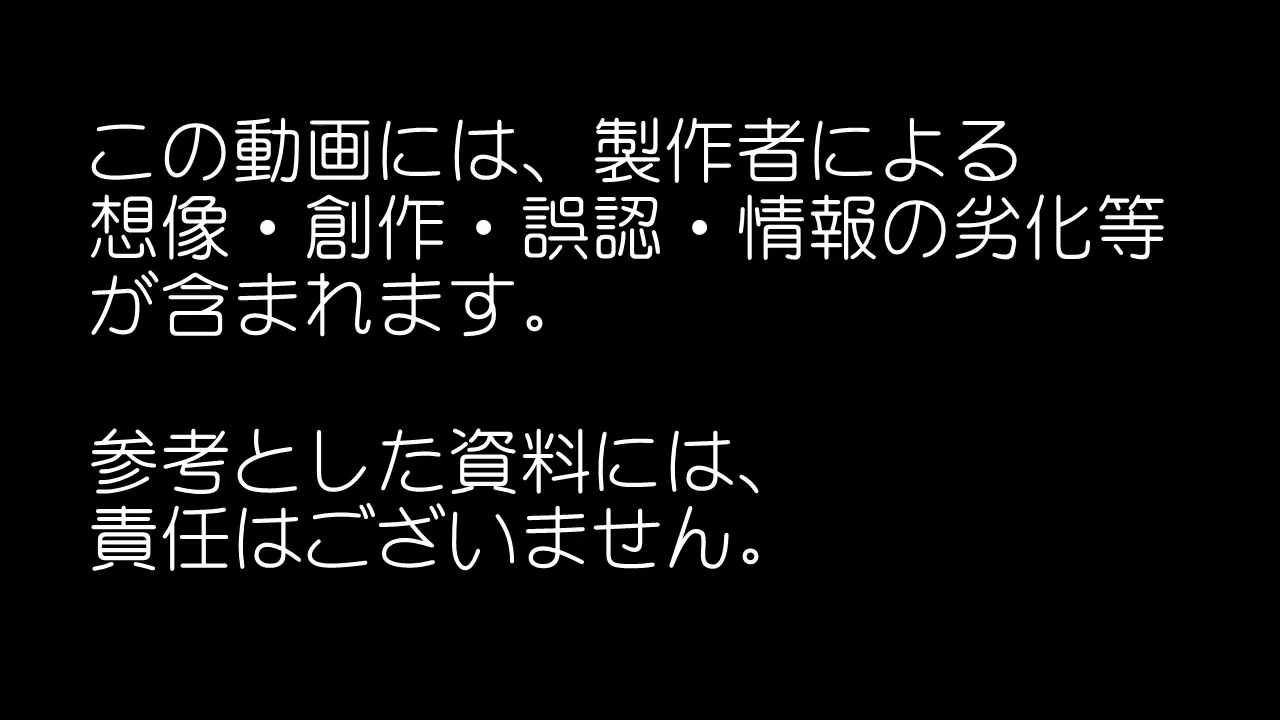 この動画には、製作者による
想像・創作・誤認・情報の劣化等
が含まれます。
参考とした資料には、
責任はございません。